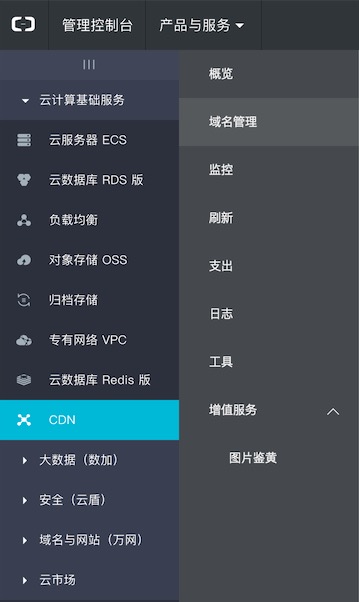 管理控制台 产品与服务
云计算基础服务
云服务器 ECS
云数据库 RDS 版
负载均衡
对象存储 OSS
归档存储
专有网络 VPC
云数据库 Redis 版
CDN
大数据（数加）
安全（云盾）
域名与网站（万网）
云市场
概览
域名管理
监控
刷新
支出
日志
工具
增值服务
图片鉴黄